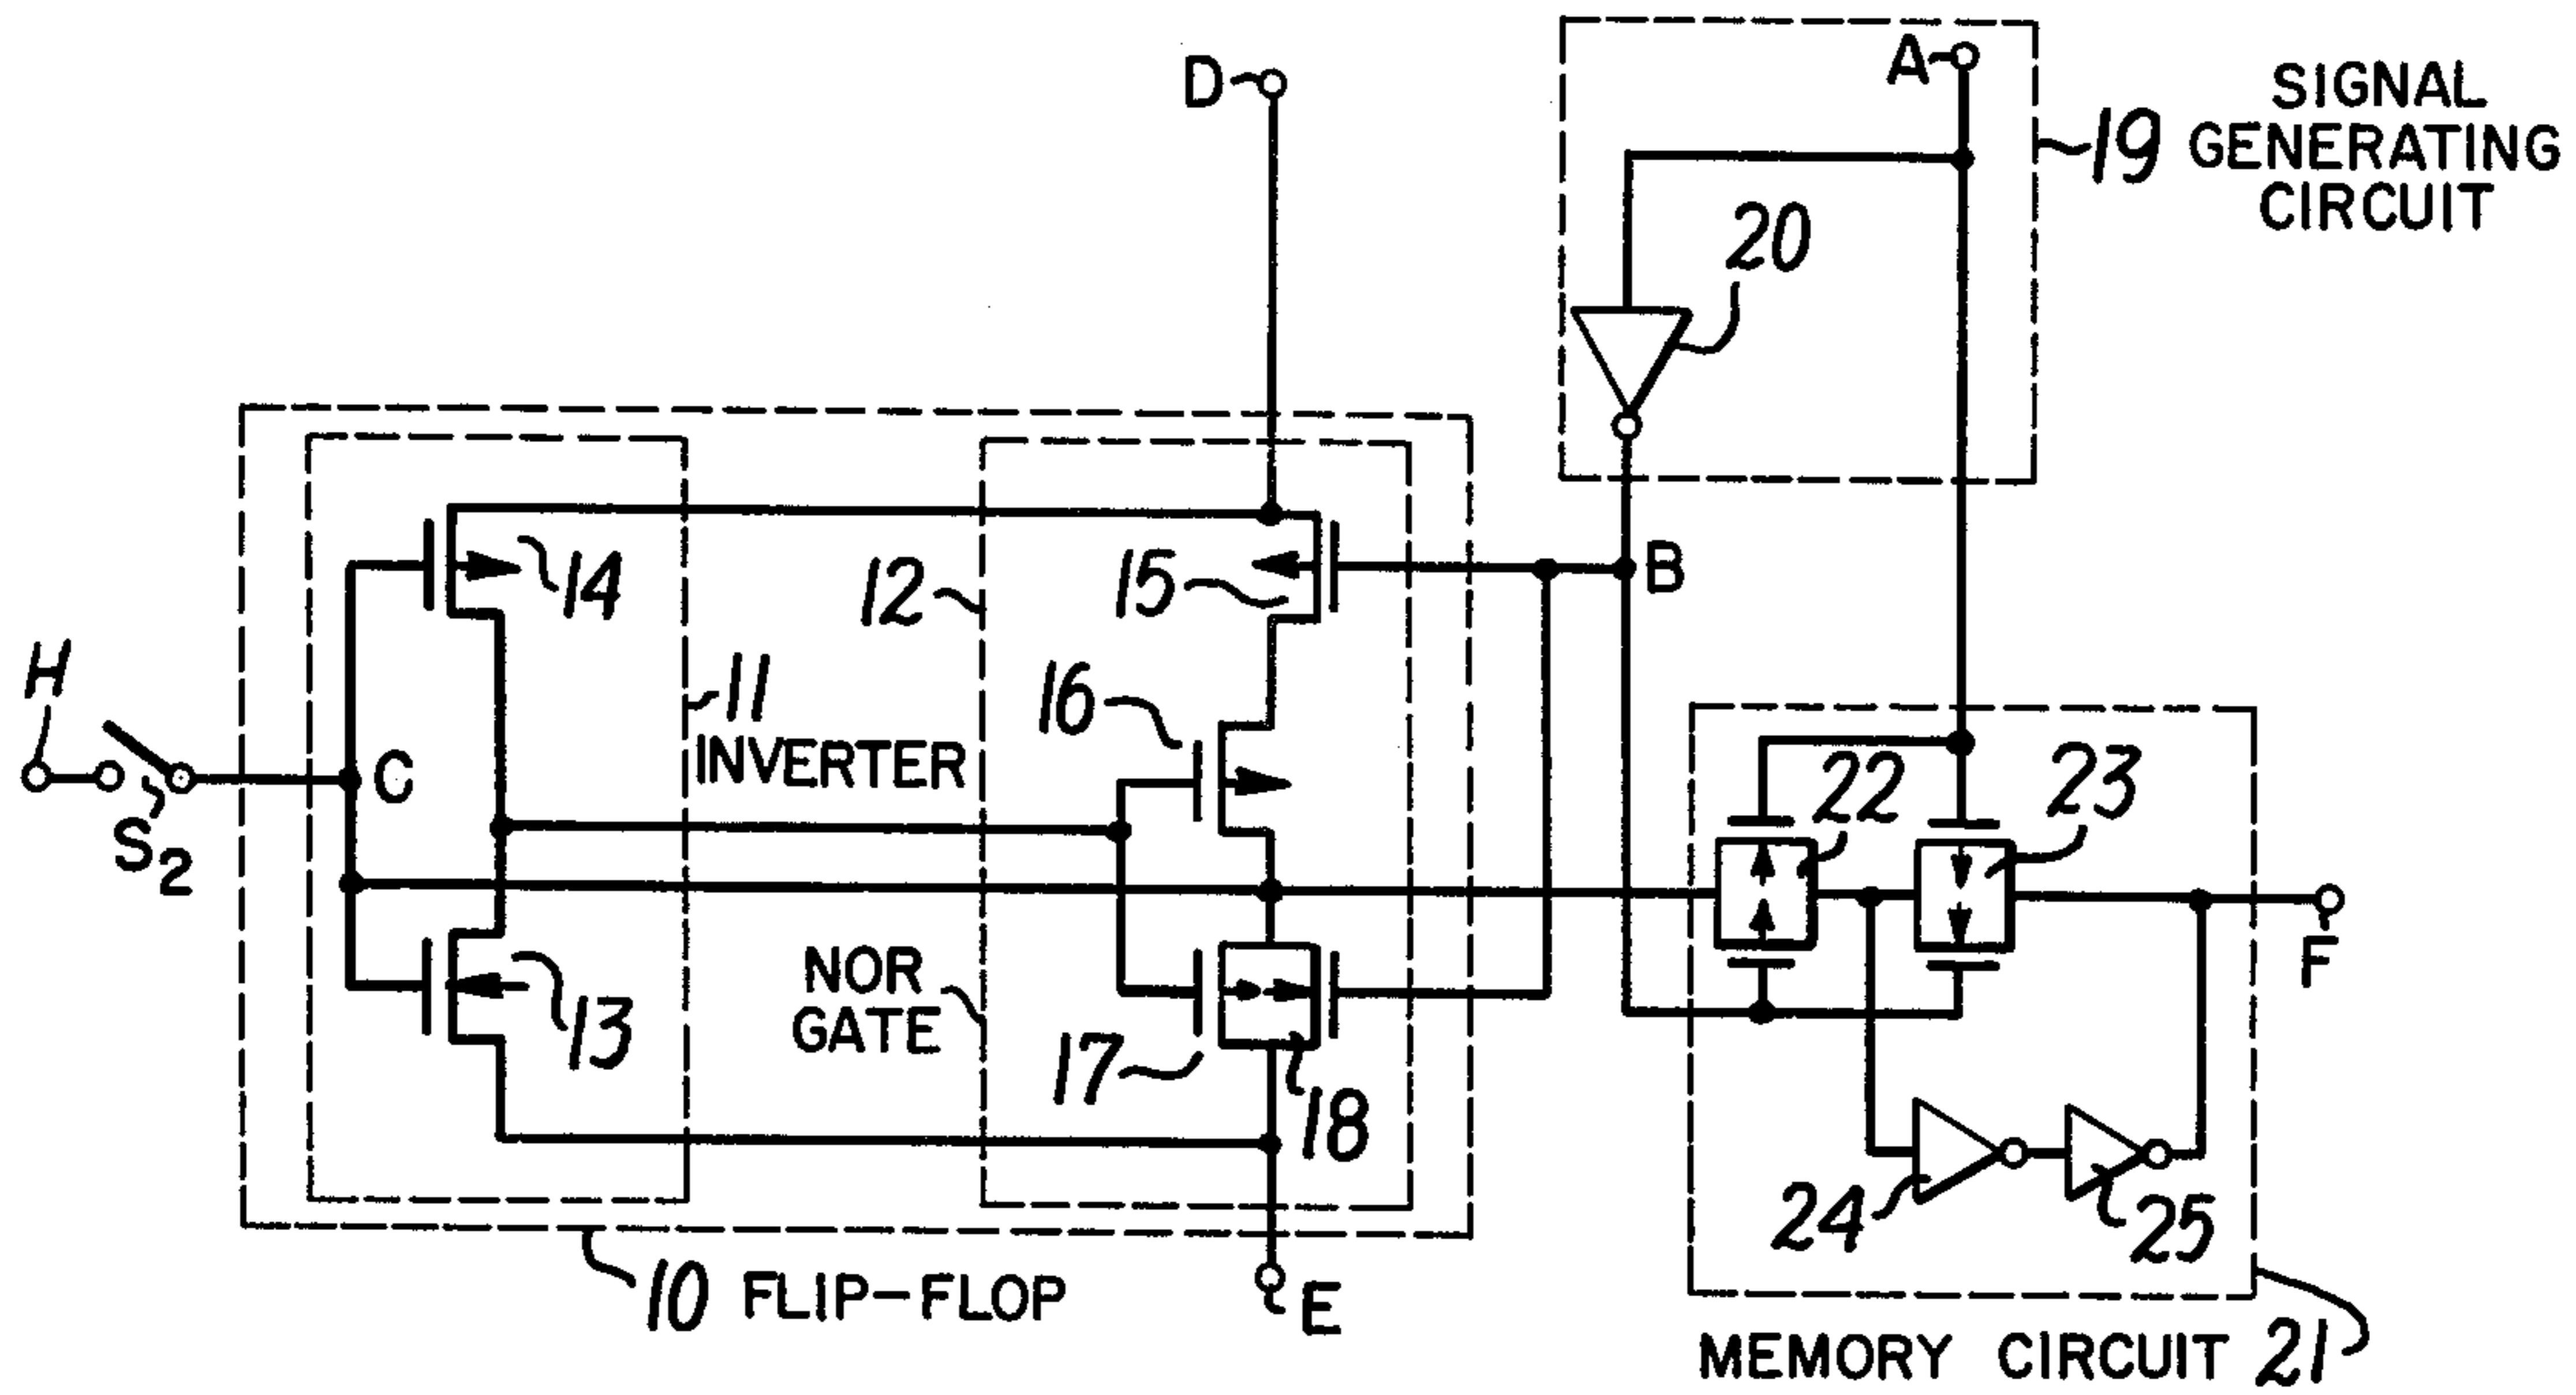 D
A
19 SIGNAL
GENERATING
CIRCUIT
20
14
12
15
B
H
16
11
INVERTER
C
S2
22
23
NOR
GATE
13
17
18
F
24
25
10 FLIP-FLOP
E
MEMORY CIRCUIT 21